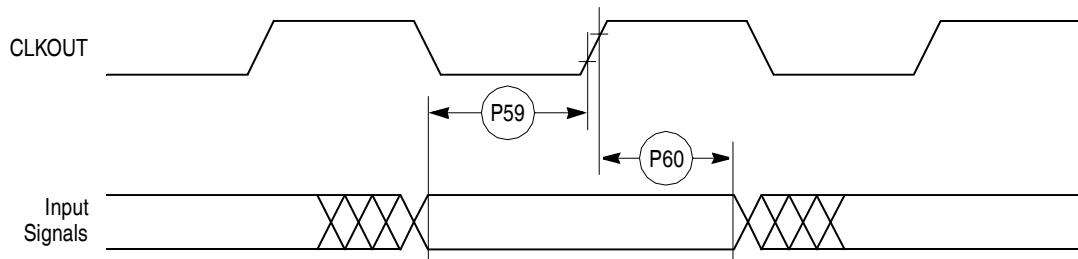 CLKOUT
P59
P60
Input
Signals